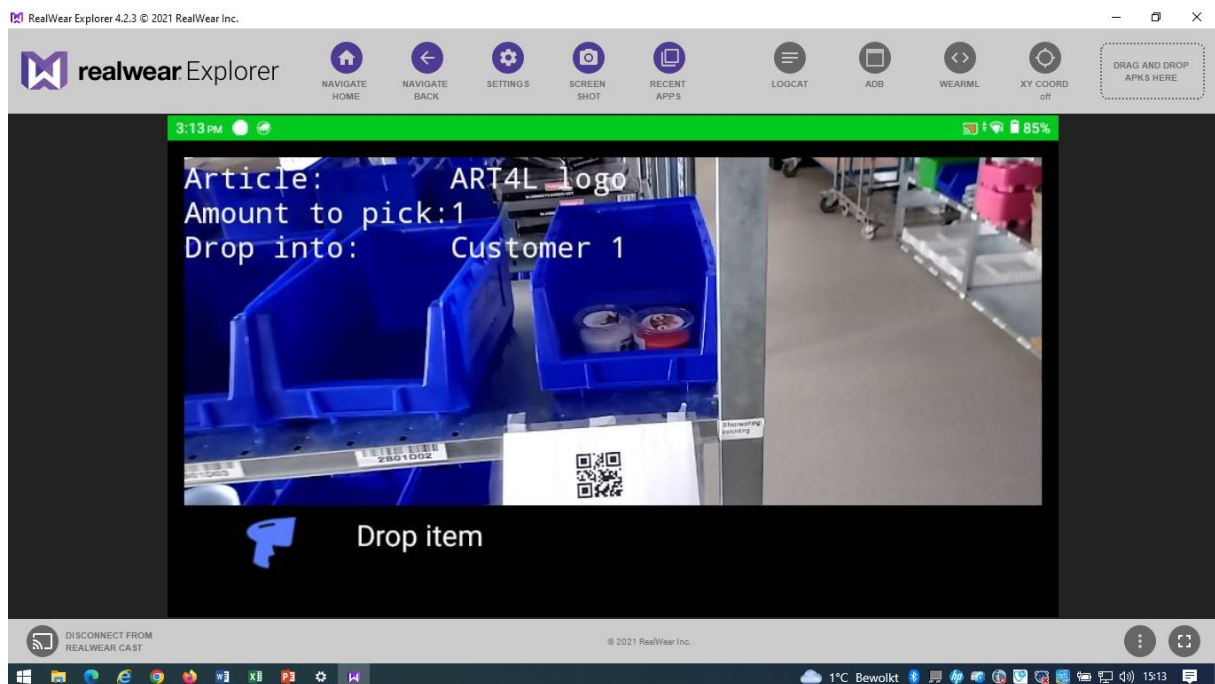 RealWear Explorer 4.2.3 © 2021 RealWear Inc.
realwear Explorer
NAVIGATE HOME
NAVIGATE BACK
SETTINGS
SCREEN SHOT
RECENT APPS
LOGCAT
ADB
WEARML
XY COORD off
DRAG AND DROP APKS HERE
3:13 PM
85%
Article: ART4L logo
Amount to pick:1
Drop into: Customer 1
2801D02
Drop item
DISCONNECT FROM REALWEAR CAST
© 2021 RealWear Inc.
1°C Bewolkt
15:13